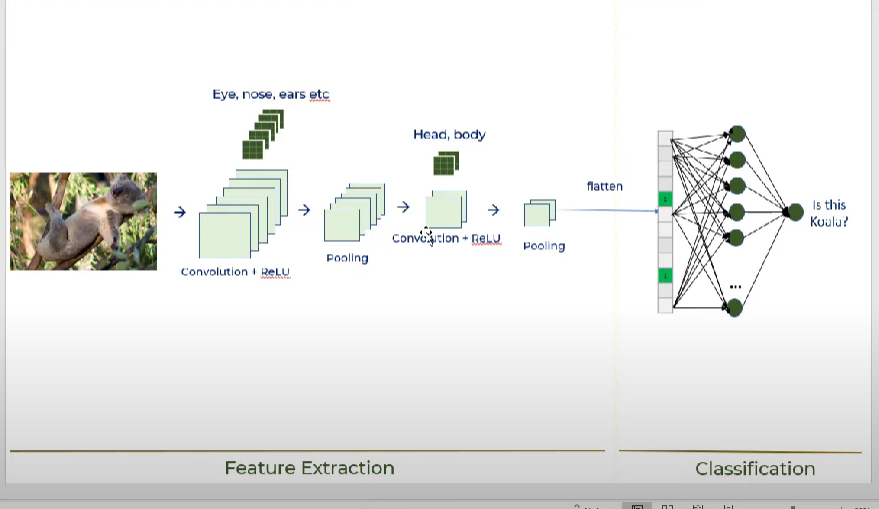 Eye, nose, ears etc
Head, body
flatten
1
Is this
Koala?
Convolution + ReLU
Pooling
Convolution + ReLU
Pooling
1
...
Feature Extraction
Classification